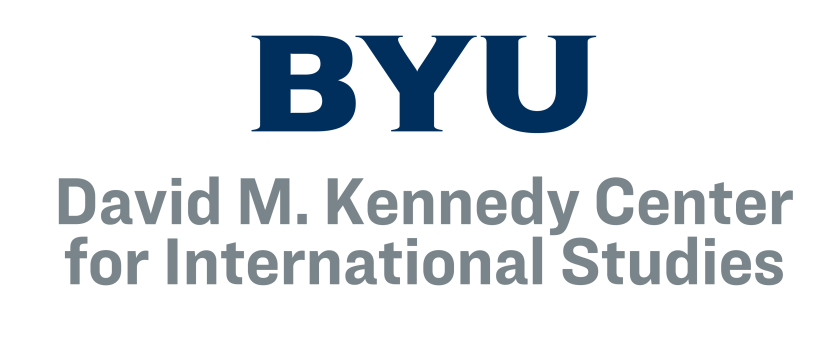 BYU
David M. Kennedy Center
for International Studies